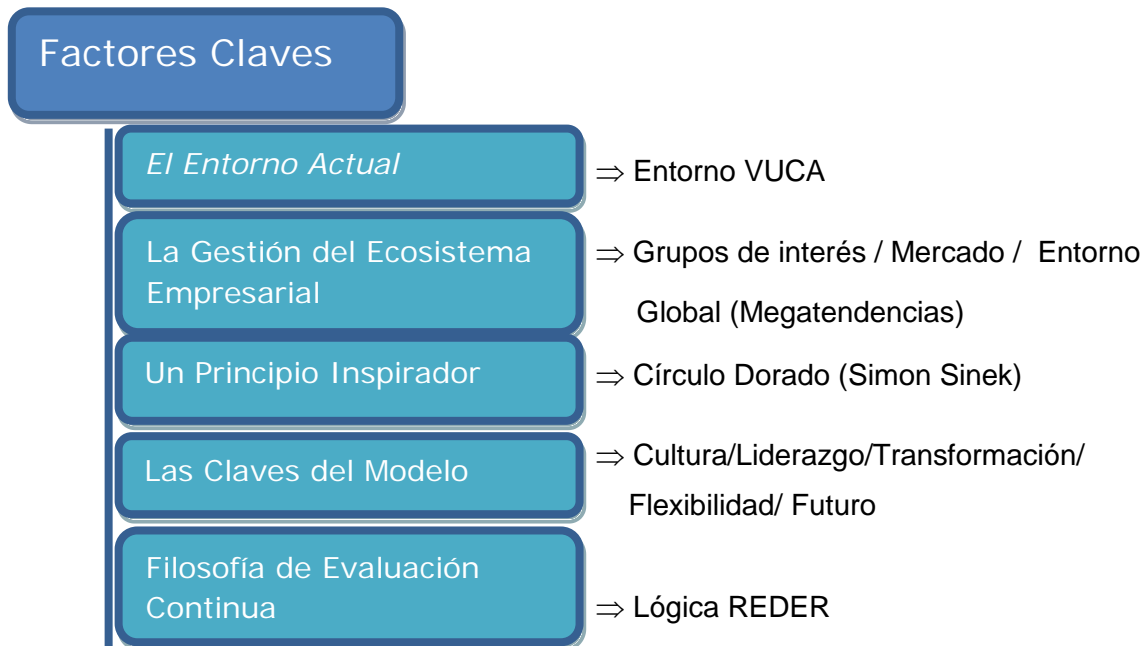 Factores Claves
El Entorno Actual
⇒ Entorno VUCA
La Gestión del Ecosistema
Empresarial
⇒ Grupos de interés / Mercado / Entorno
Global (Megatendencias)
Un Principio Inspirador
⇒ Círculo Dorado (Simon Sinek)
Las Claves del Modelo
⇒ Cultura/Liderazgo/Transformación/
Flexibilidad/ Futuro
Filosofía de Evaluación
Continua
⇒ Lógica REDER